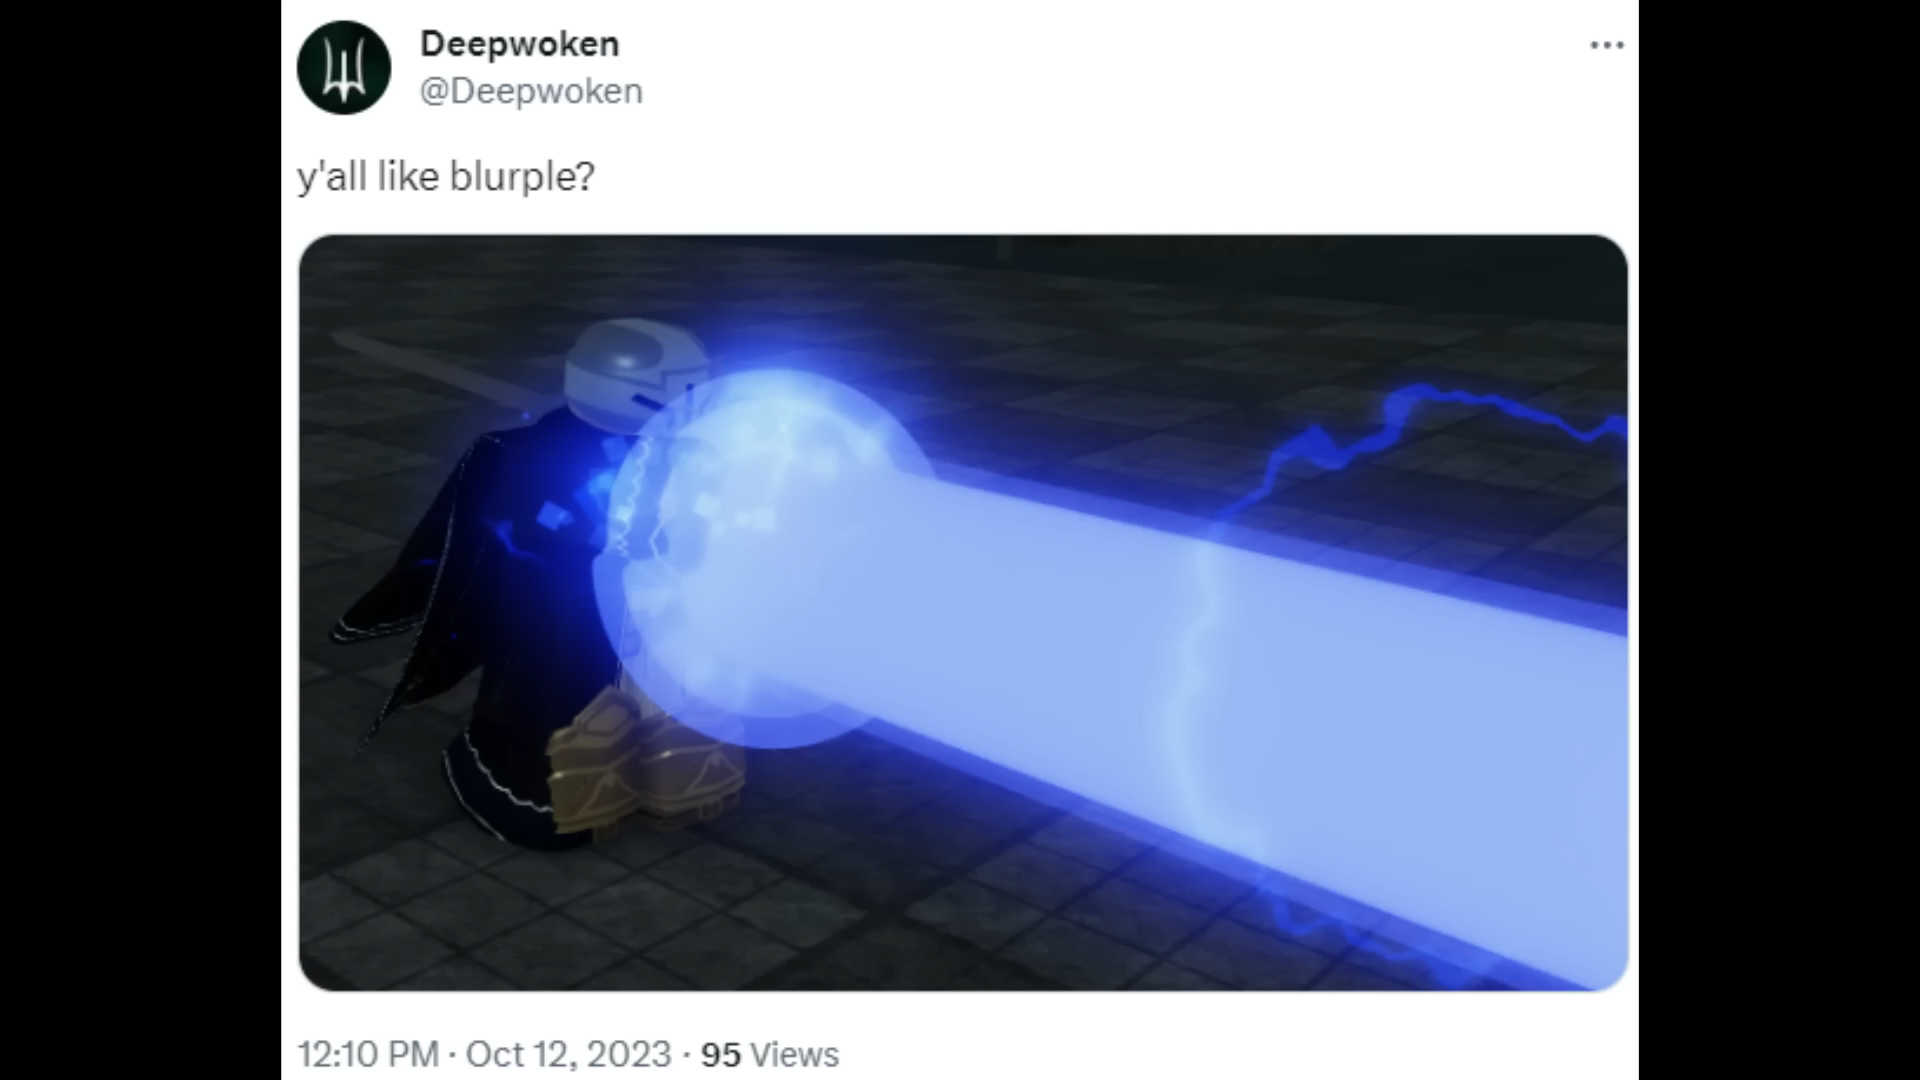 Deepwoken
@Deepwoken
y'all like blurple?
12:10 PM · Oct 12, 2023 · 95 Views